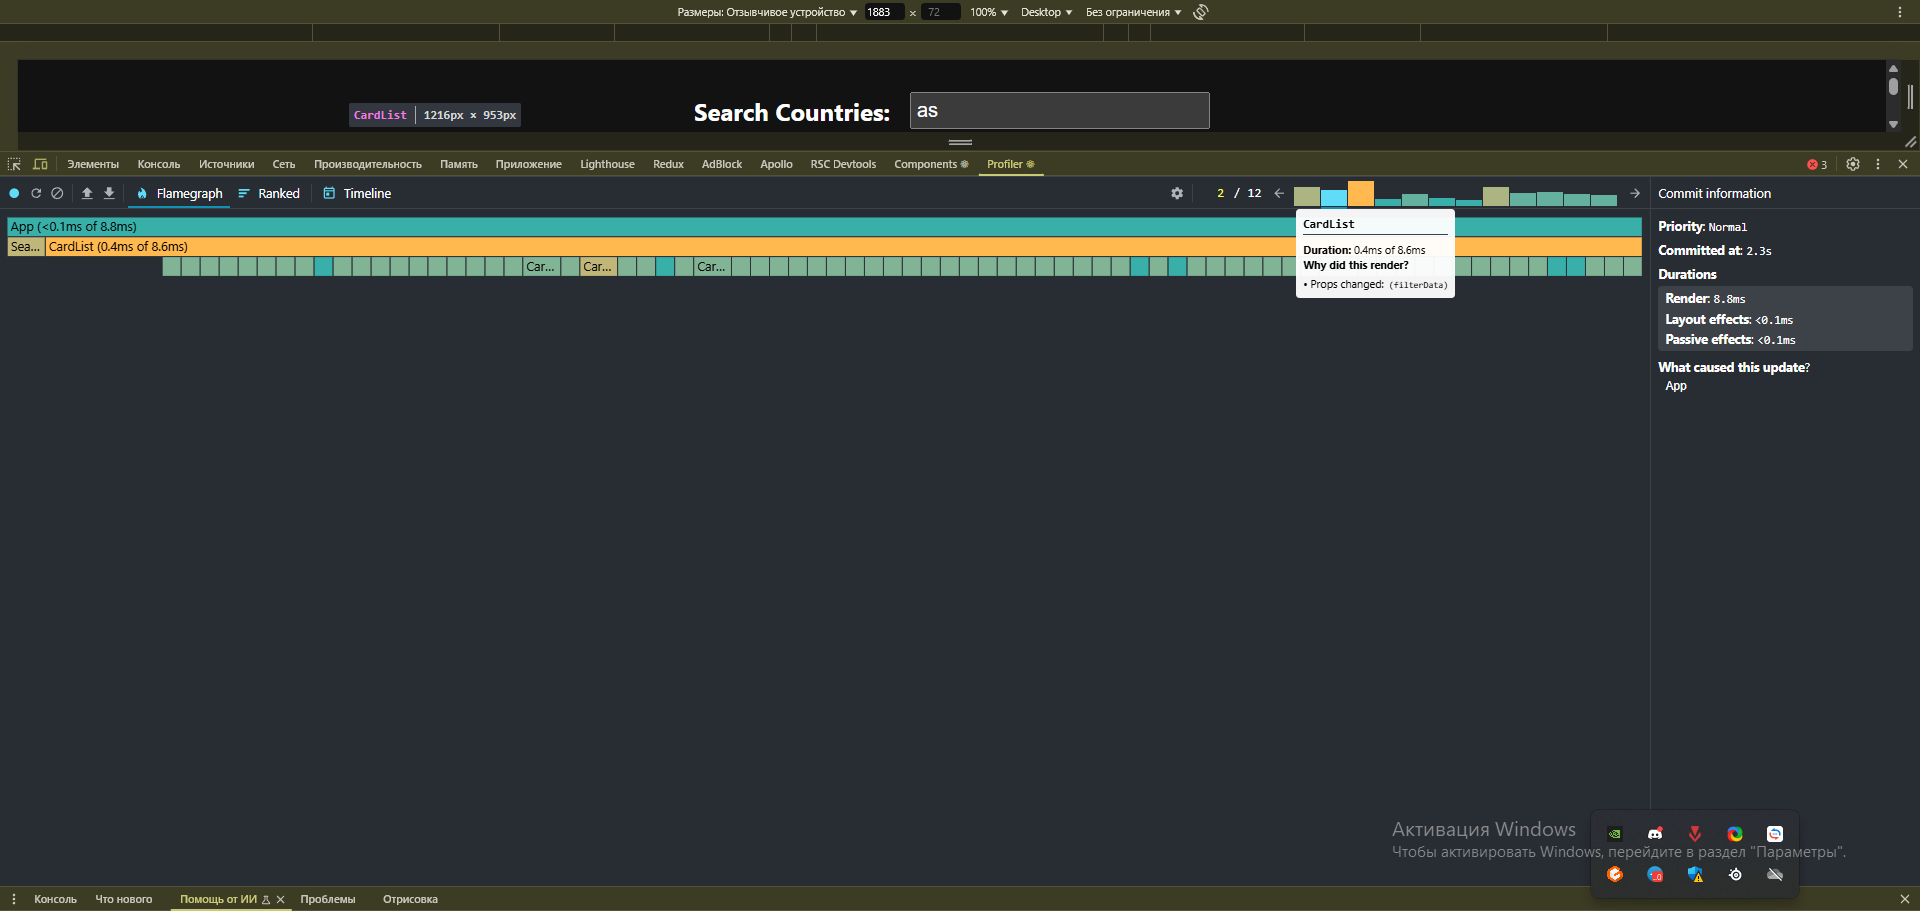 Размеры: Отзывчивое устройство ▼ 1883 × 72 100% ▼ Desktop ▼ Без ограничения ▼
CardList 1216px × 953px
Search Countries: as
Элементы Консоль Источники Сеть Производительность Память Приложение Lighthouse Redux AdBlock Apollo RSC Devtools Components Profiler 3
Flamegraph Ranked Timeline 2 / 12 Commit information
App (<0.1ms of 8.8ms)
Sea... CardList (0.4ms of 8.6ms)
Car... Car... Car...
CardList
Duration: 0.4ms of 8.6ms
Why did this render?
• Props changed: (filterData)
Priority: Normal
Committed at: 2.3s
Durations
Render: 8.8ms
Layout effects: <0.1ms
Passive effects: <0.1ms
What caused this update?
App
Активация Windows
Чтобы активировать Windows, перейдите в раздел "Параметры".
Консоль Что нового Помощь от ИИ Проблемы Отрисовка